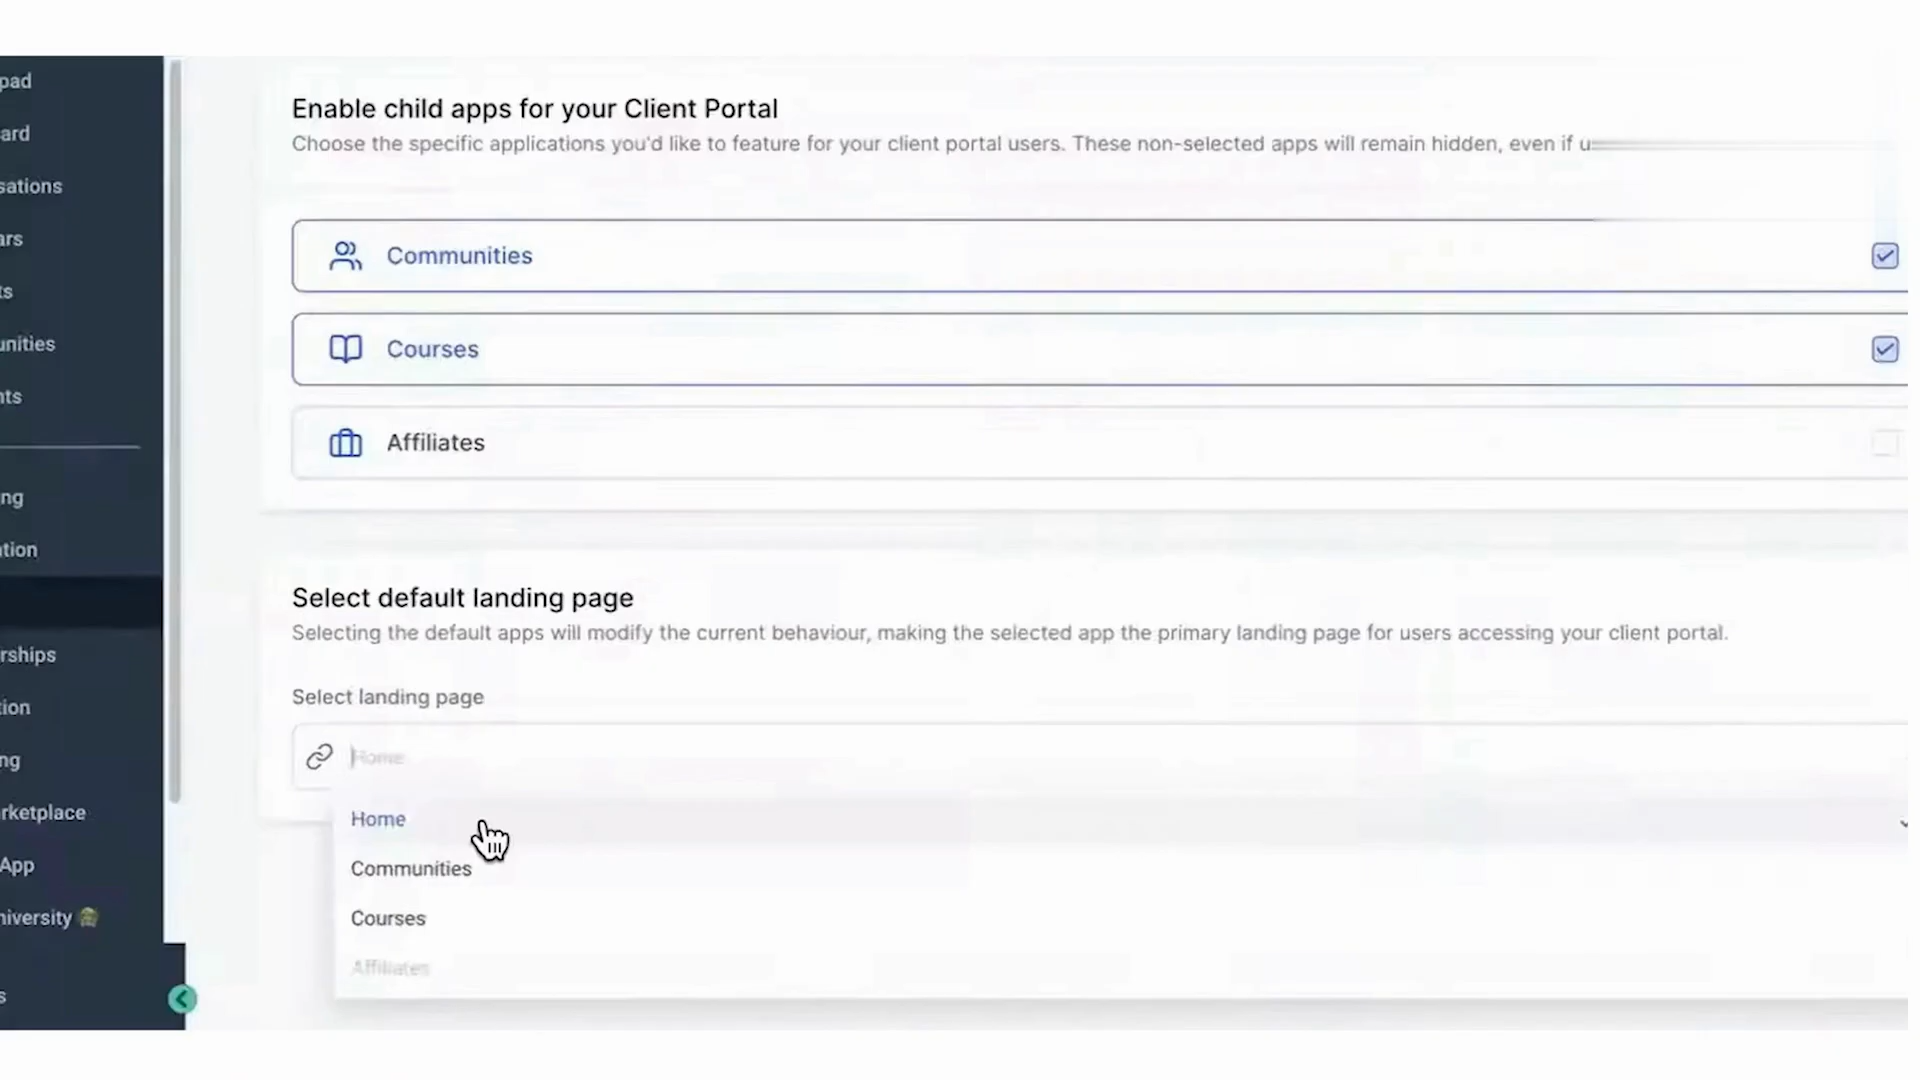 pad
ard
sations
ars
ts
unities
nts
ng
ation
rships
tion
ng
rketplace
App
niversity
s
Enable child apps for your Client Portal
Choose the specific applications you'd like to feature for your client portal users. These non-selected apps will remain hidden, even if u
Communities
Courses
Affiliates
Select default landing page
Selecting the default apps will modify the current behaviour, making the selected app the primary landing page for users accessing your client portal.
Select landing page
Home
Home
Communities
Courses
Affiliates